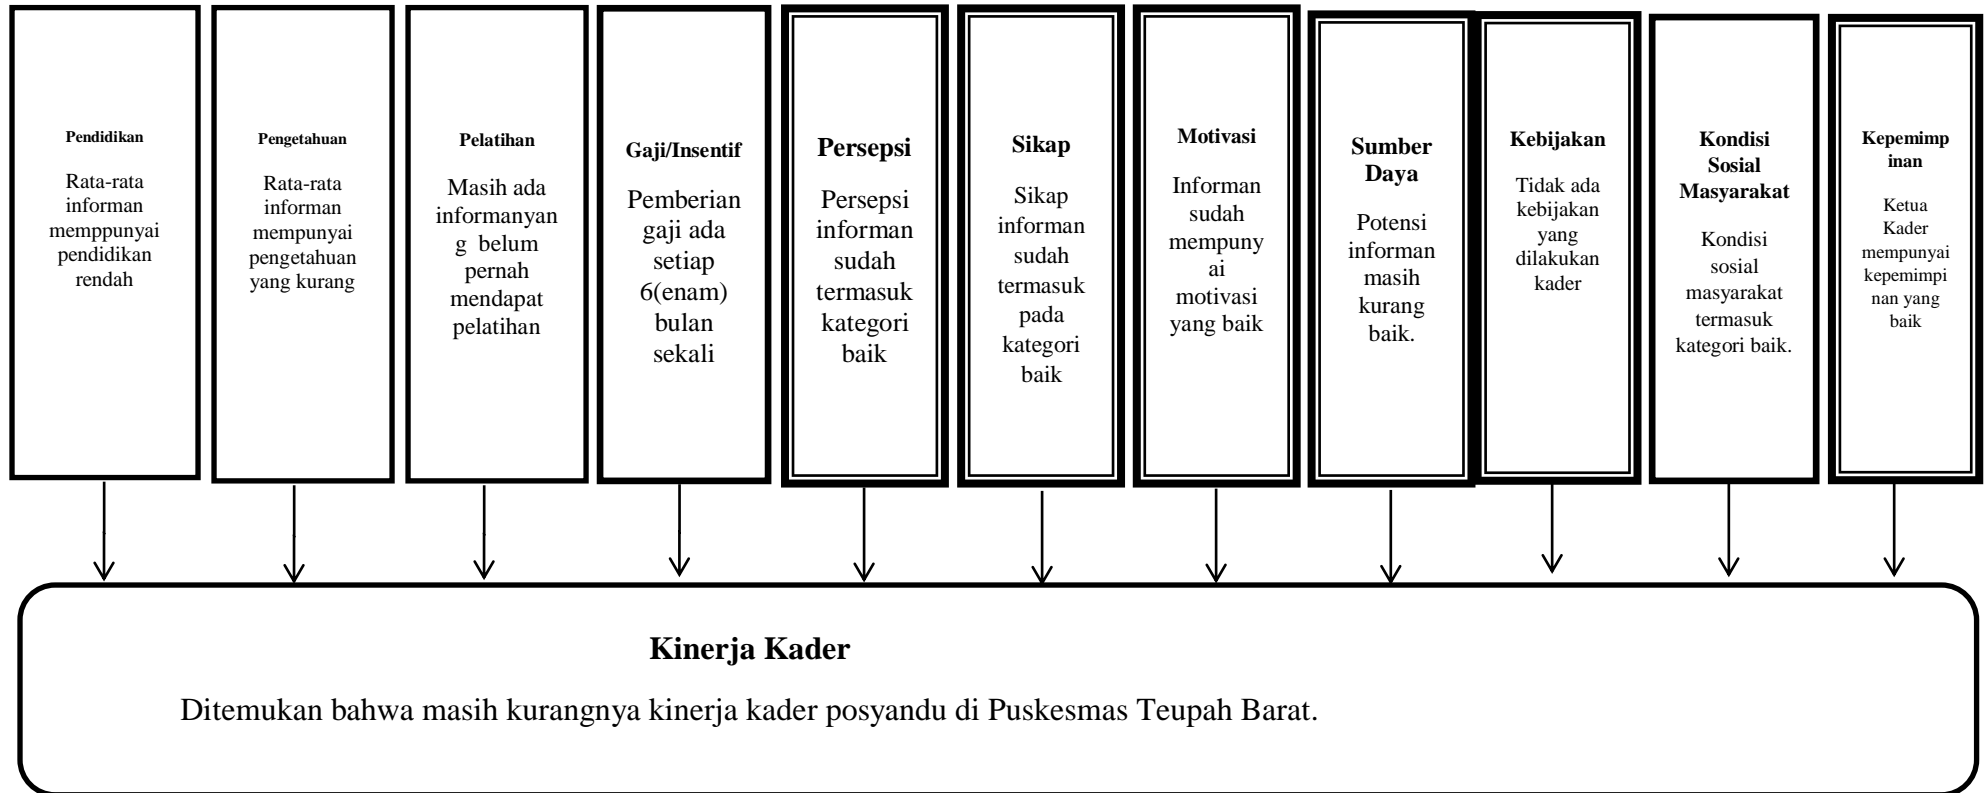 Pendidikan
Rata-rata
informan
memppunyai
pendidikan
rendah
Pengetahuan
Rata-rata
informan
mempunyai
pengetahuan
yang kurang
Pelatihan
Masih ada
informanyan
g belum
pernah
mendapat
pelatihan
Gaji/Insentif
Pemberian
gaji ada
setiap
6(enam)
bulan
sekali
Persepsi
Persepsi
informan
sudah
termasuk
kategori
baik
Sikap
Sikap
informan
sudah
termasuk
pada
kategori
baik
Motivasi
Informan
sudah
mempuny
ai
motivasi
yang baik
Sumber
Daya
Potensi
informan
masih
kurang
baik.
Kebijakan
Tidak ada
kebijakan
yang
dilakukan
kader
Kondisi
Sosial
Masyarakat
Kondisi
sosial
masyarakat
termasuk
kategori baik.
Kepemimp
inan
Ketua
Kader
mempunyai
kepemimpi
nan yang
baik
Kinerja Kader
Ditemukan bahwa masih kurangnya kinerja kader posyandu di Puskesmas Teupah Barat.